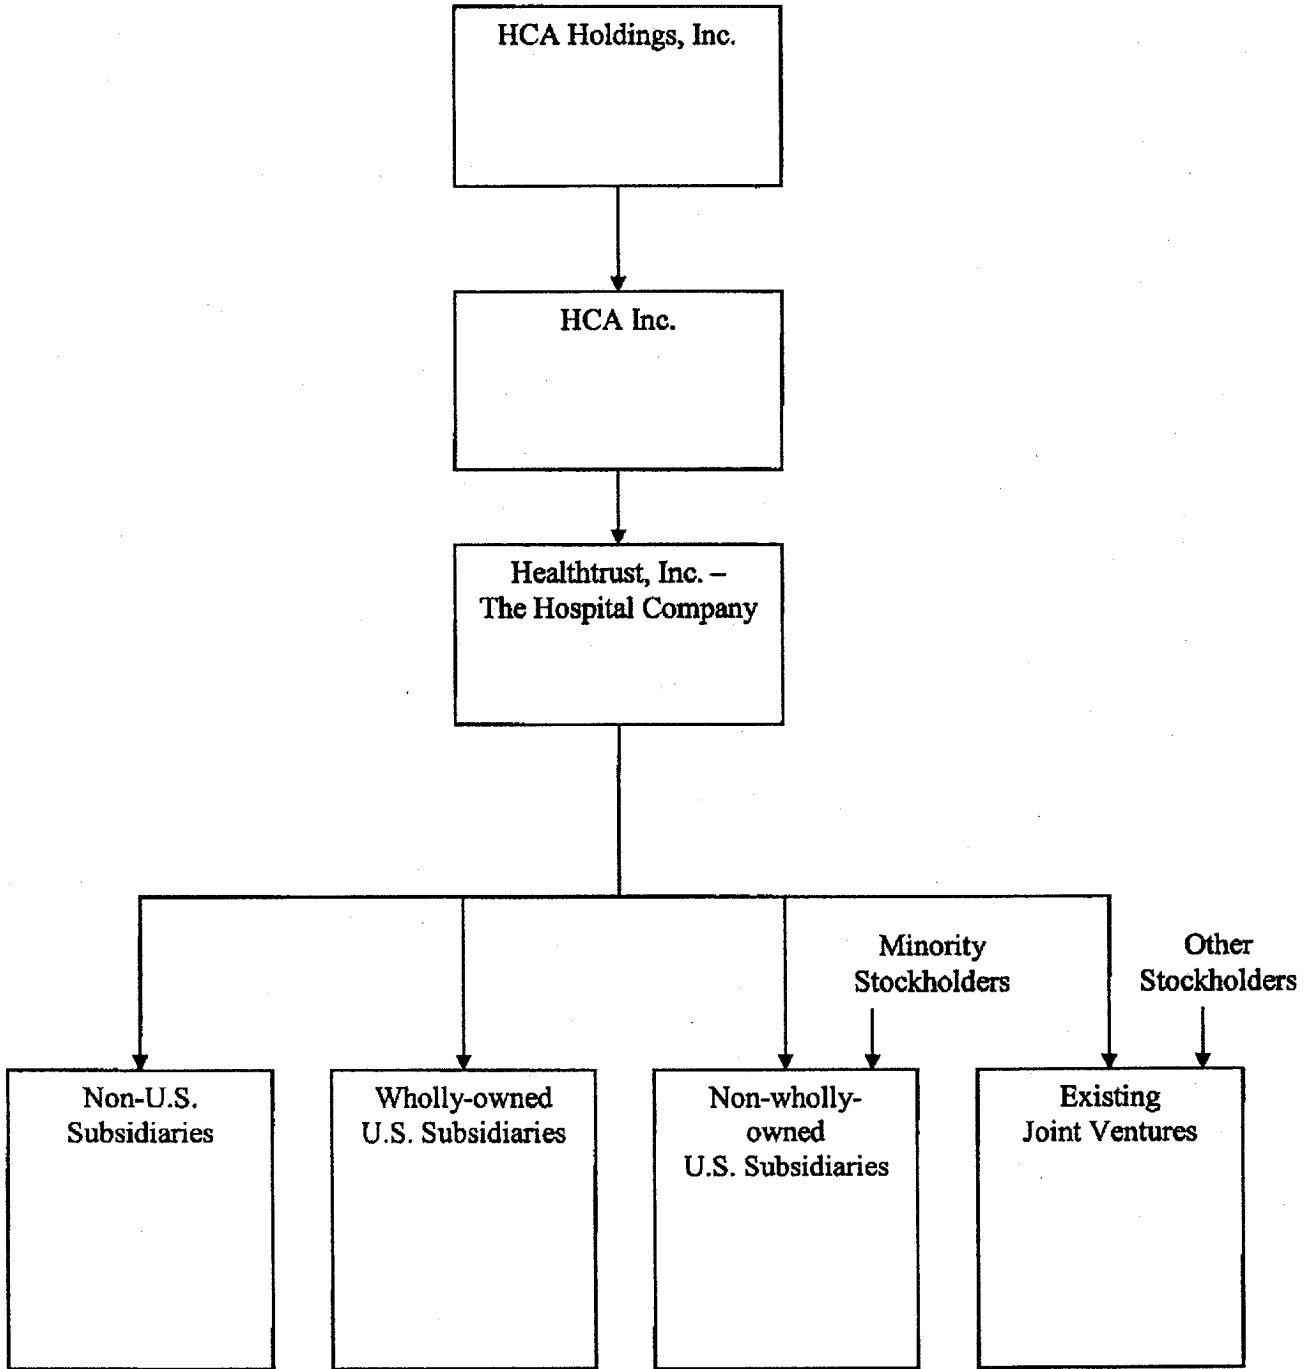 HCA Holdings, Inc.
HCA Inc.
Healthtrust, Inc. –
The Hospital Company
Minority
Stockholders
Other
Stockholders
Non-U.S.
Subsidiaries
Wholly-owned
U.S. Subsidiaries
Non-wholly-
owned
U.S. Subsidiaries
Existing
Joint Ventures